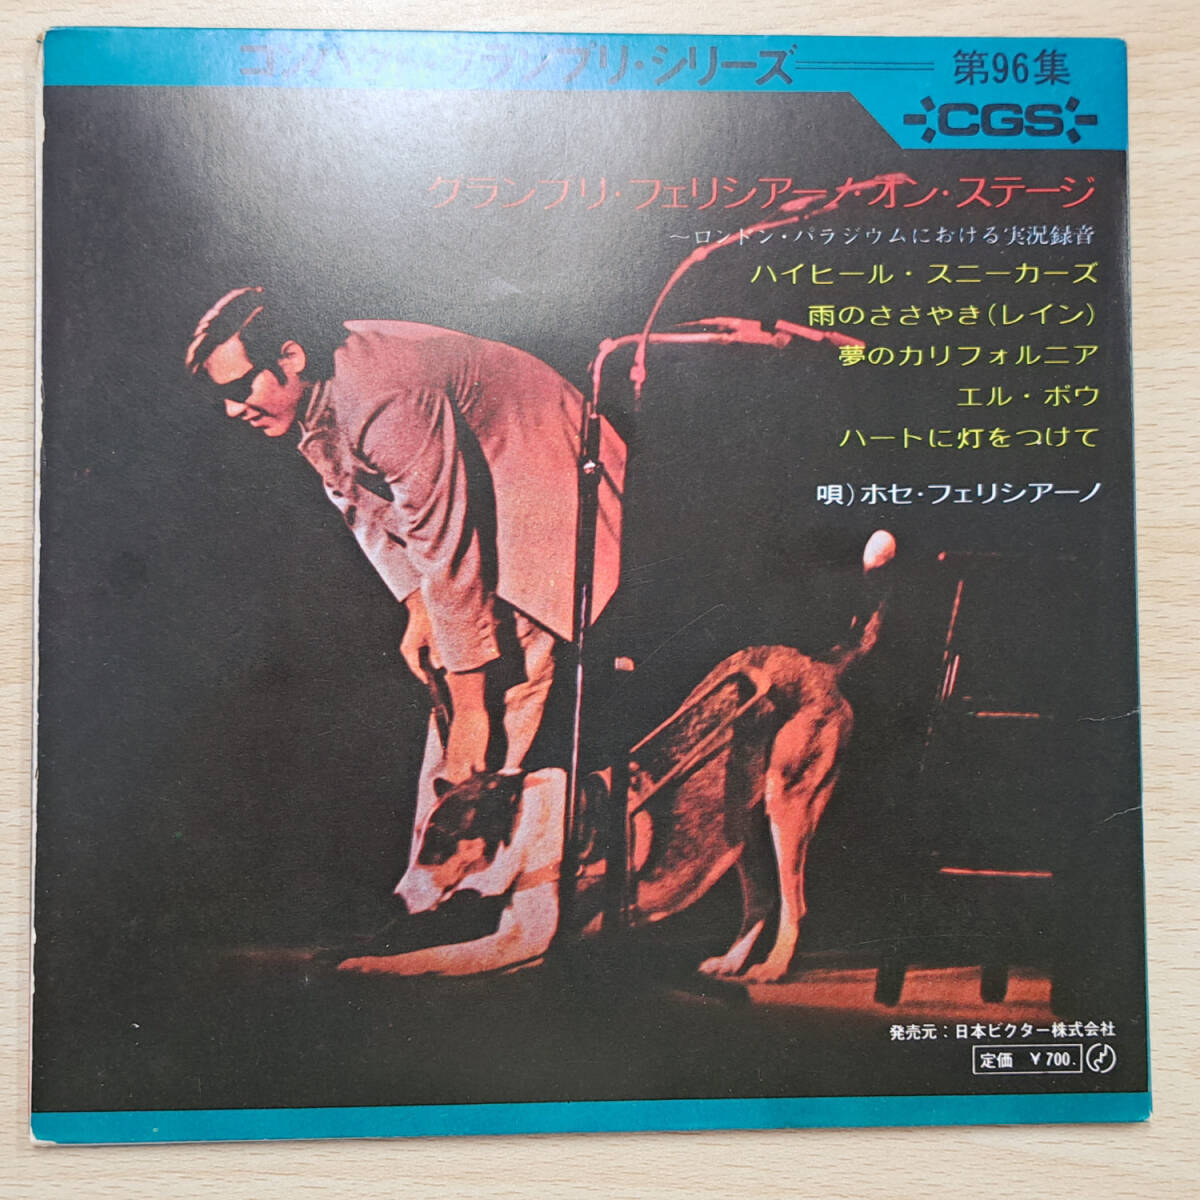 コンパクト・グランプリ・シリーズ
第96集
CGS
グランプリ・フェリシアーノ・オン・ステージ
～ロンドン・パラジウムにおける実況録音
ハイヒール・スニーカーズ
雨のささやき(レイン)
夢のカリフォルニア
エル・ボウ
ハートに灯をつけて
唄)ホセ・フェリシアーノ
発売元:日本ビクター株式会社
定価 ¥700.